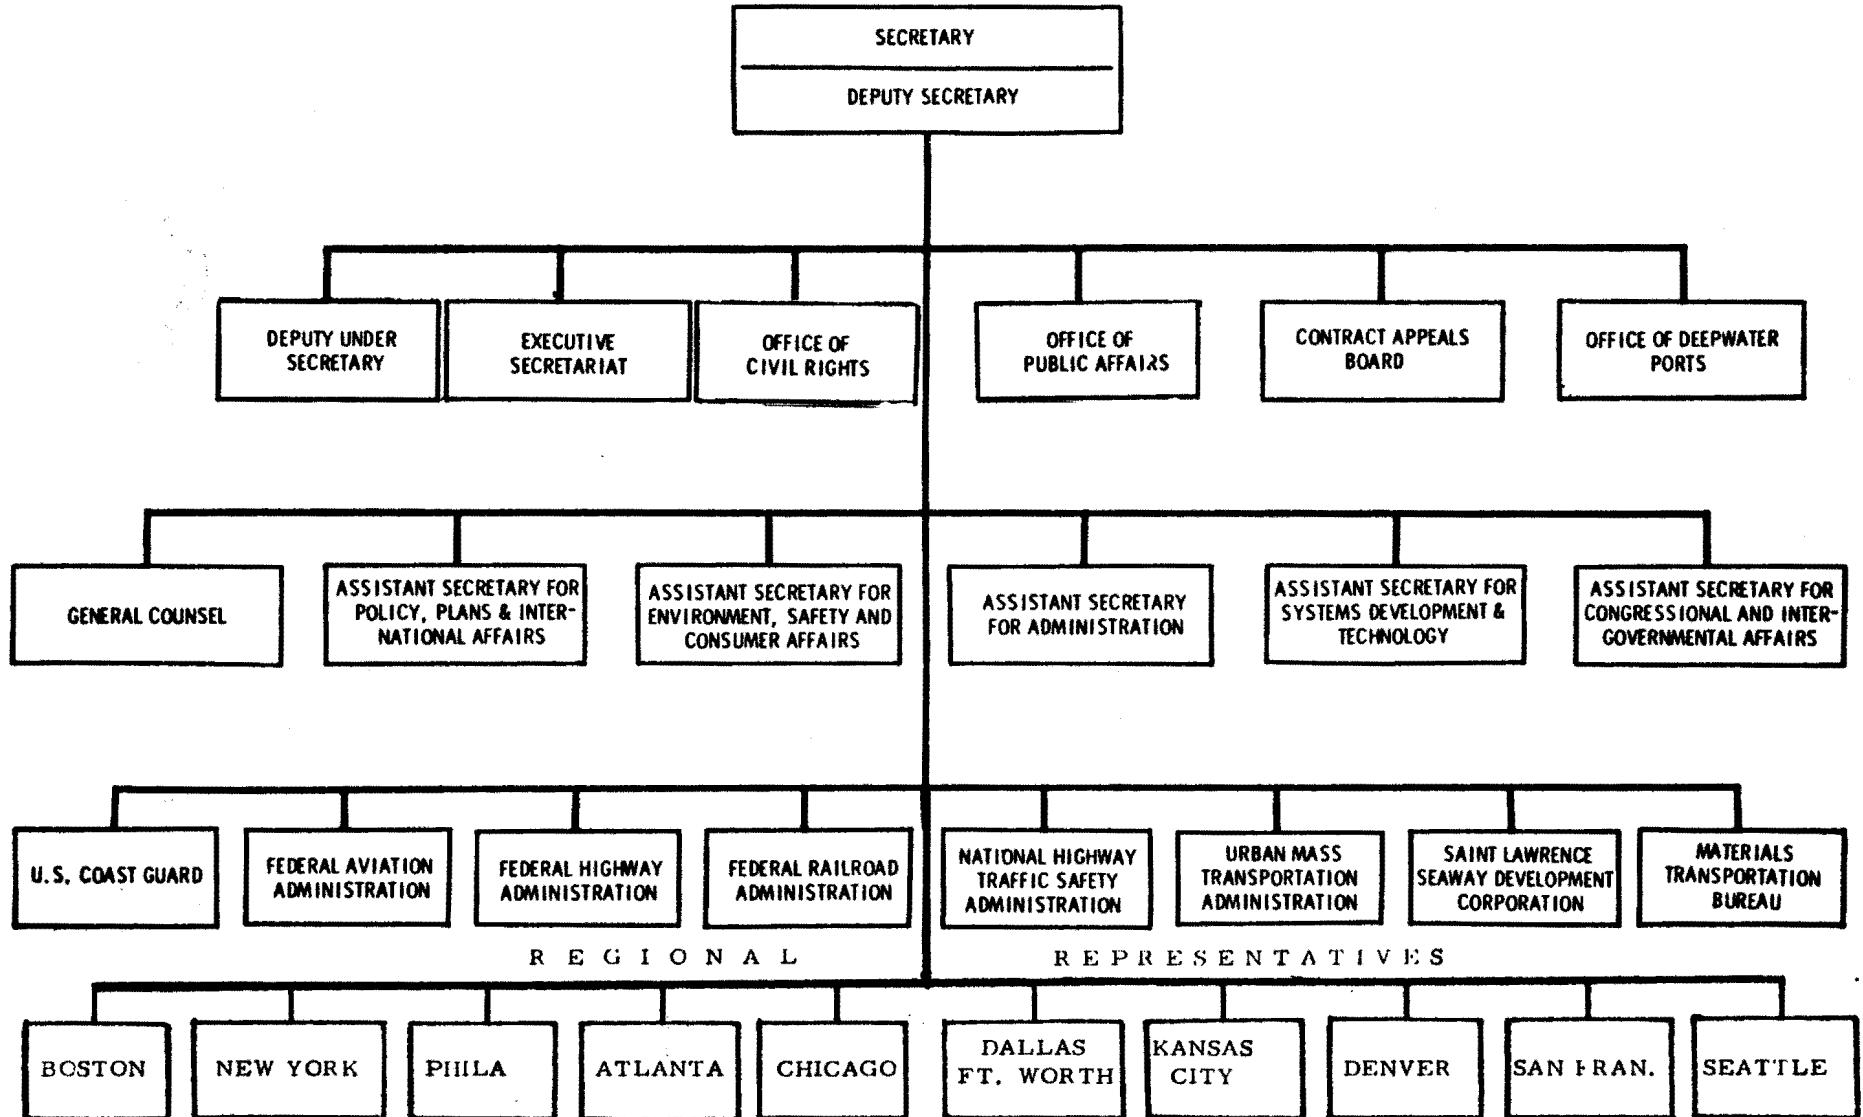 SECRETARY
DEPUTY SECRETARY
DEPUTY UNDER
SECRETARY
EXECUTIVE
SECRETARIAT
OFFICE OF
CIVIL RIGHTS
OFFICE OF
PUBLIC AFFAIRS
CONTRACT APPEALS
BOARD
OFFICE OF DEEPWATER
PORTS
GENERAL COUNSEL
ASSISTANT SECRETARY FOR
POLICY, PLANS & INTER-
NATIONAL AFFAIRS
ASSISTANT SECRETARY FOR
ENVIRONMENT, SAFETY AND
CONSUMER AFFAIRS
ASSISTANT SECRETARY
FOR ADMINISTRATION
ASSISTANT SECRETARY FOR
SYSTEMS DEVELOPMENT &
TECHNOLOGY
ASSISTANT SECRETARY FOR
CONGRESSIONAL AND INTER-
GOVERNMENTAL AFFAIRS
U.S. COAST GUARD
FEDERAL AVIATION
ADMINISTRATION
FEDERAL HIGHWAY
ADMINISTRATION
FEDERAL RAILROAD
ADMINISTRATION
NATIONAL HIGHWAY
TRAFFIC SAFETY
ADMINISTRATION
URBAN MASS
TRANSPORTATION
ADMINISTRATION
SAINT LAWRENCE
SEAWAY DEVELOPMENT
CORPORATION
MATERIALS
TRANSPORTATION
BUREAU
REGIONAL REPRESENTATIVES
BOSTON
NEW YORK
PHILA
ATLANTA
CHICAGO
DALLAS
FT. WORTH
KANSAS
CITY
DENVER
SAN FRAN.
SEATTLE